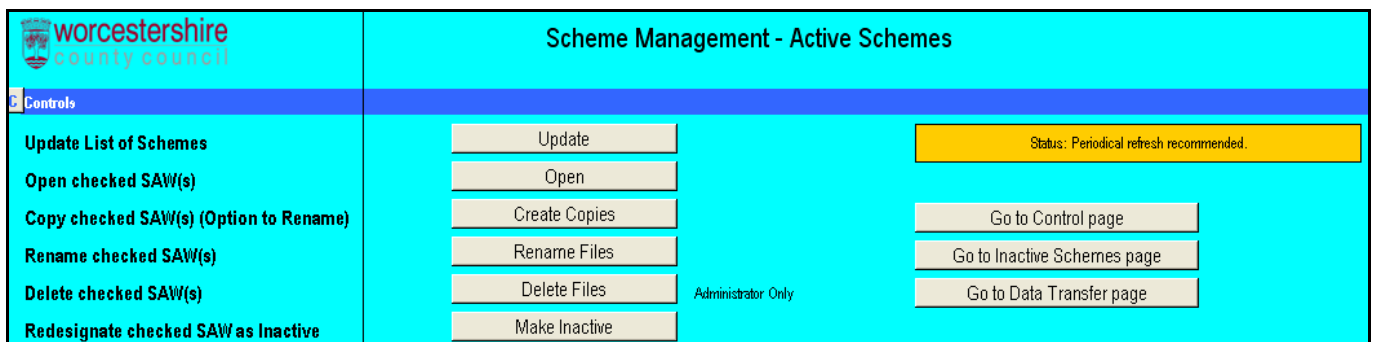 worcestershire
county council
Scheme Management - Active Schemes
C Controls
Update List of Schemes
Update
Status: Periodical refresh recommended.
Open checked SAW(s)
Open
Copy checked SAW(s) (Option to Rename)
Create Copies
Go to Control page
Rename checked SAW(s)
Rename Files
Go to Inactive Schemes page
Delete checked SAW(s)
Delete Files
Administrator Only
Go to Data Transfer page
Redesignate checked SAW as Inactive
Make Inactive